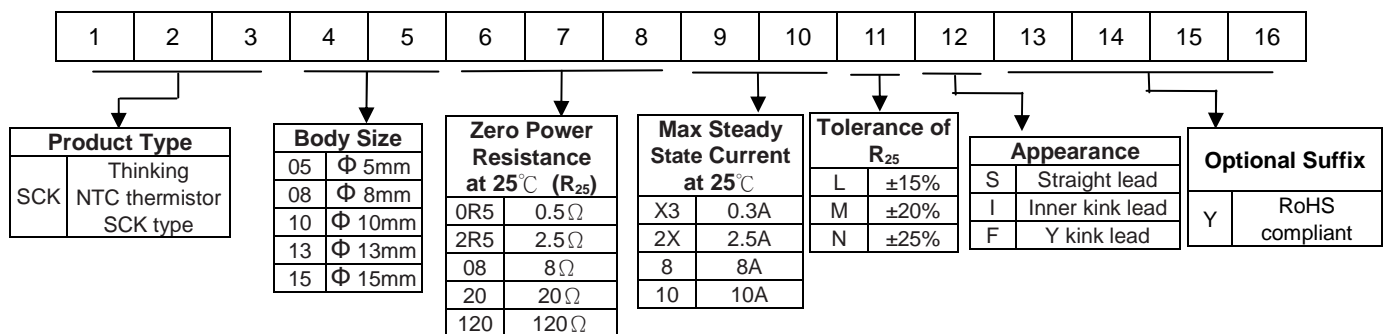 1 2 3 4 5 6 7 8 9 10 11 12 13 14 15 16
Product Type
SCK
Thinking
NTC thermistor
SCK type
Body Size
05 Φ 5mm
08 Φ 8mm
10 Φ 10mm
13 Φ 13mm
15 Φ 15mm
Zero Power
Resistance
at 25℃ (R25)
0R5 0.5Ω
2R5 2.5Ω
08 8Ω
20 20Ω
120 120Ω
Max Steady
State Current
at 25℃
X3 0.3A
2X 2.5A
8 8A
10 10A
Tolerance of
R25
L ±15%
M ±20%
N ±25%
Appearance
S Straight lead
I Inner kink lead
F Y kink lead
Optional Suffix
Y
RoHS
compliant